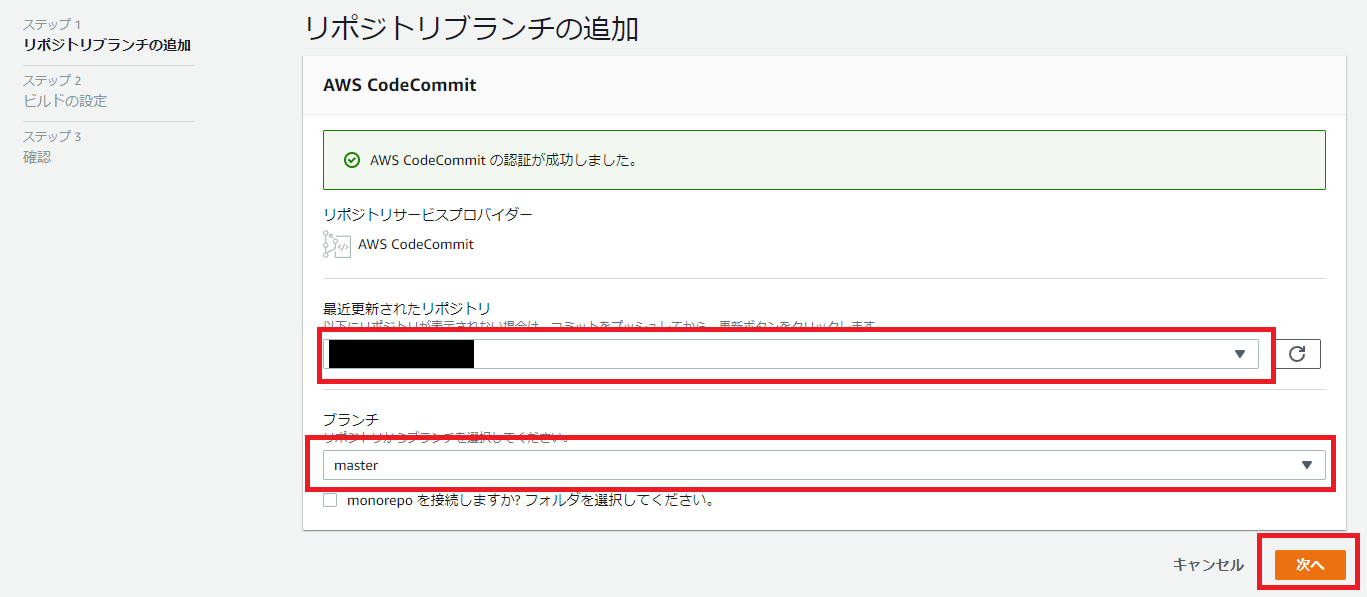 ステップ 1
リポジトリブランチの追加
ステップ 2
ビルドの設定
ステップ 3
確認
リポジトリブランチの追加
AWS CodeCommit
AWS CodeCommit の認証が成功しました。
リポジトリサービスプロバイダー
AWS CodeCommit
最近更新されたリポジトリ
以下にリポジトリが表示されない場合は、コミットをプッシュしてから、更新ボタンをクリックします
ブランチ
リポジトリからブランチを選択してください。
master
monorepo を接続しますか? フォルダを選択してください。
キャンセル
次へ